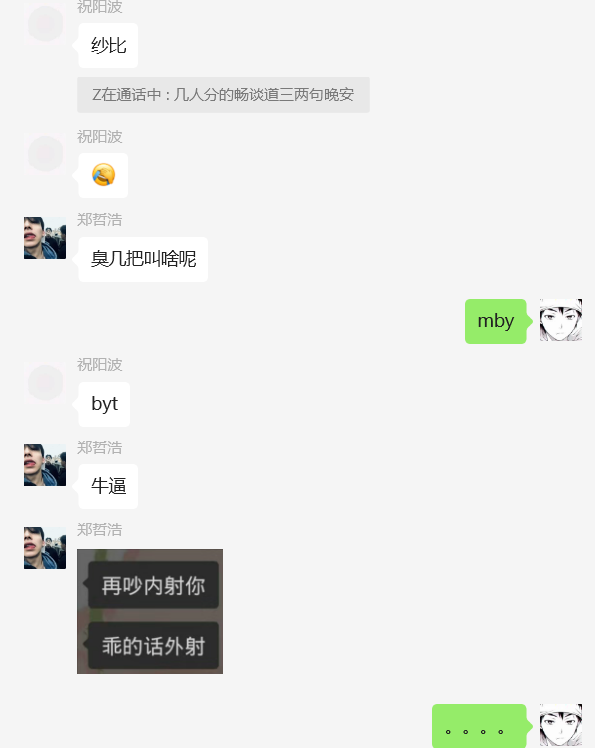 祝阳波
纱比
Z在通话中 : 几人分的畅谈道三两句晚安
祝阳波
郑哲浩
臭几把叫啥呢
mby
祝阳波
byt
郑哲浩
牛逼
郑哲浩
再吵内射你
乖的话外射
。。。。